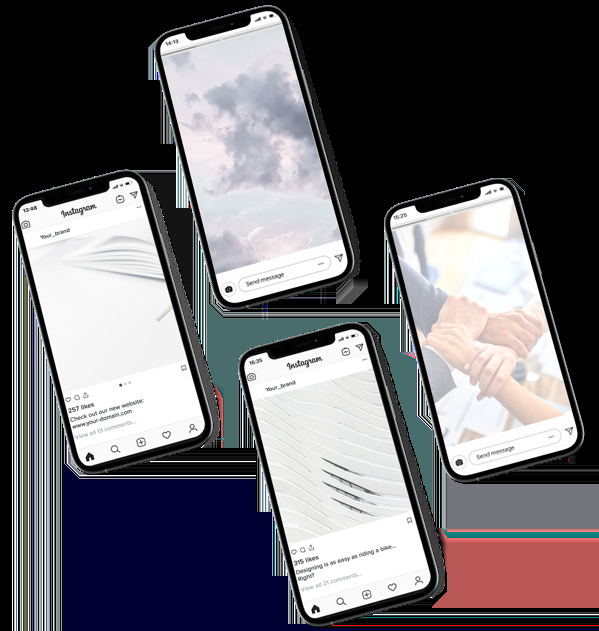 16:13
Send message
13:48
Instagram
Your_brand
257 likes
Check out our new website:
www.your-domain.com
View all 13 comments...
15:25
Send message
16:35
Instagram
Your_brand
315 likes
Designing is as easy as riding a bike...
Right?
View all 21 comments...